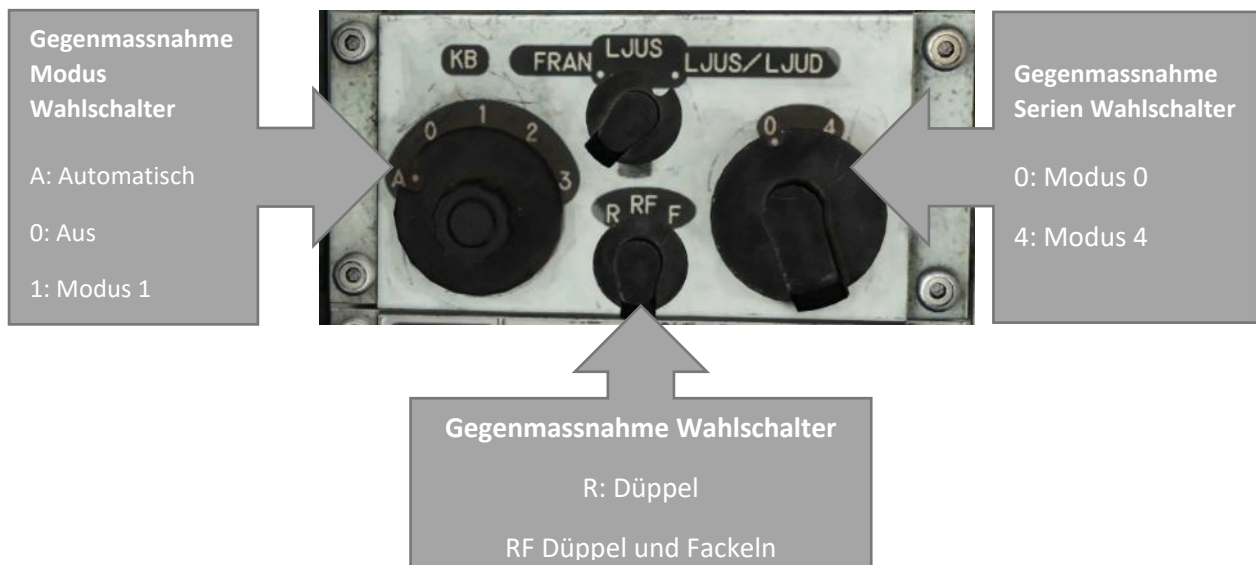 Gegenmassnahme
Modus
Wahlschalter
A: Automatisch
0: Aus
1: Modus 1
KB
FRAN
LJUS
LJUS/LJUD
A
0
1
2
3
R
RF
F
0
4
Gegenmassnahme
Serien Wahlschalter
0: Modus 0
4: Modus 4
Gegenmassnahme Wahlschalter
R: Düppel
RF Düppel und Fackeln